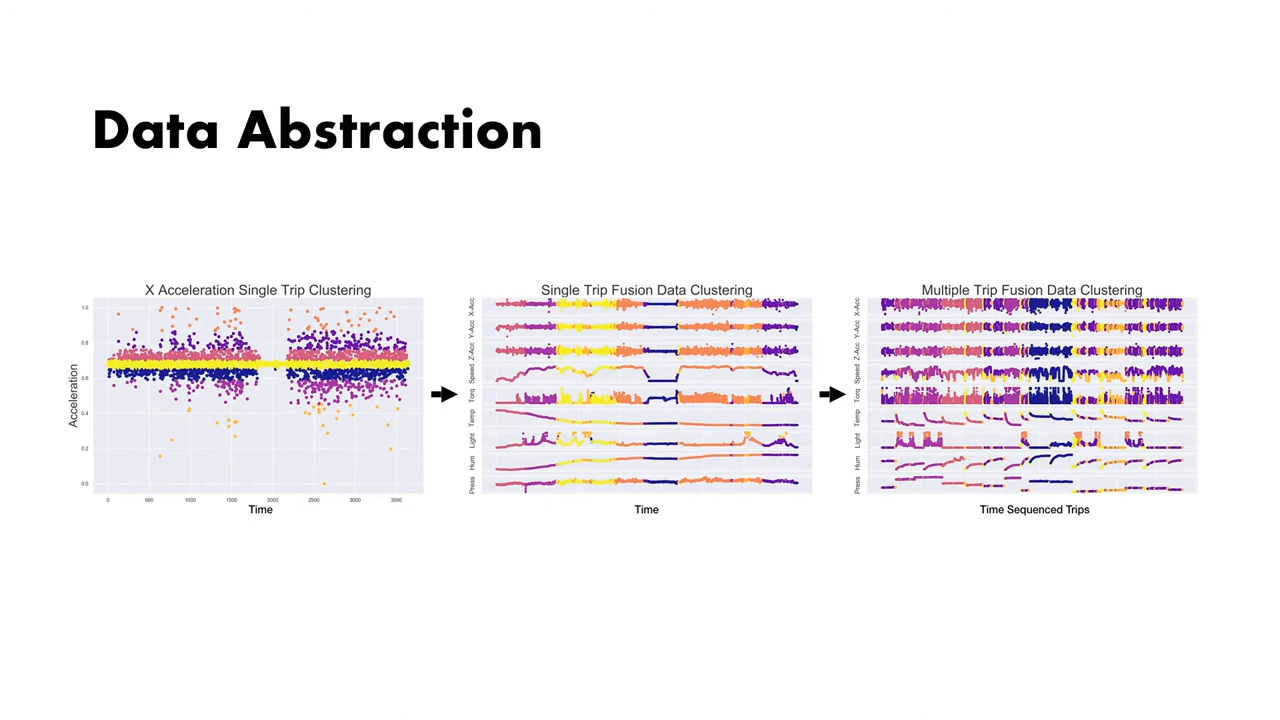 Data Abstraction
X Acceleration Single Trip Clustering
Acceleration
1.0
0.8
0.6
0.4
0.2
0.0
0 500 1000 1500 2000 2500 3000 3500
Time
Single Trip Fusion Data Clustering
X-Acc
Y-Acc
Z-Acc
Speed
Torq
Temp
Light
Hum
Press
Time
Multiple Trip Fusion Data Clustering
X-Acc
Y-Acc
Z-Acc
Speed
Torq
Temp
Light
Hum
Press
Time Sequenced Trips